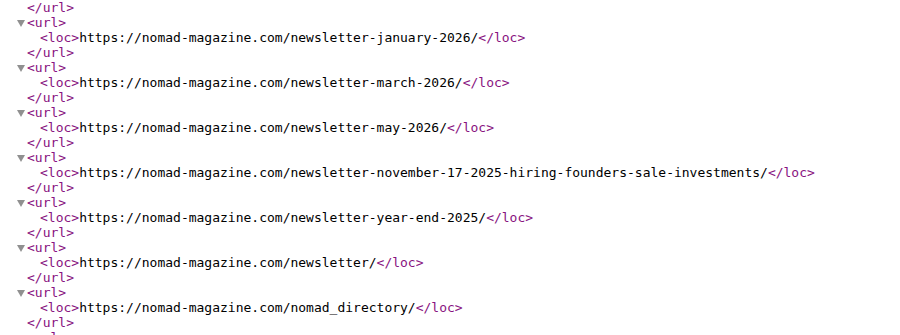 </url>
<url>
<loc>https://nomad-magazine.com/newsletter-january-2026/</loc>
</url>
<url>
<loc>https://nomad-magazine.com/newsletter-march-2026/</loc>
</url>
<url>
<loc>https://nomad-magazine.com/newsletter-may-2026/</loc>
</url>
<url>
<loc>https://nomad-magazine.com/newsletter-november-17-2025-hiring-founders-sale-investments/</loc>
</url>
<url>
<loc>https://nomad-magazine.com/newsletter-year-end-2025/</loc>
</url>
<url>
<loc>https://nomad-magazine.com/newsletter/</loc>
</url>
<url>
<loc>https://nomad-magazine.com/nomad_directory/</loc>
</url>